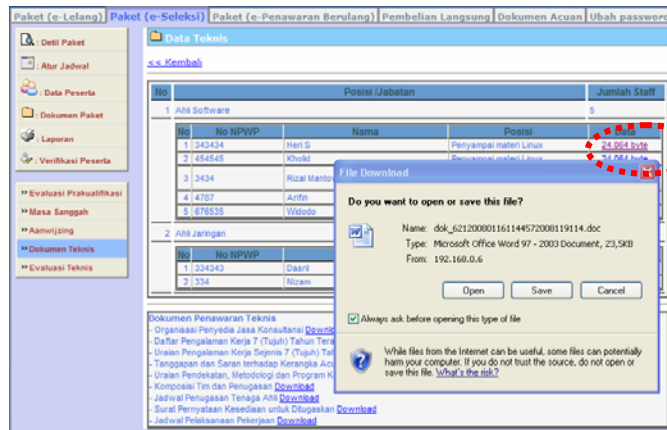 Paket (e-Lelang) Paket (e-Seleksi) Paket (e-Penawaran Berulang) Pembelian Langsung Dokumen Acuan Ubah password
: Detil Paket
: Atur Jadwal
: Data Peserta
: Dokumen Paket
: Laporan
: Verifikasi Peserta
» Evaluasi Prakualifikasi
» Masa Sanggah
» Aanwijzing
» Dokumen Teknis
» Evaluasi Teknis
Data Teknis
<< Kembali
No Posisi /Jabatan Jumlah Staff
1 Ahli Software 5
No No NPWP Nama Posisi Data
1 343434 Heri S Penyampai materi Linux 24.064 byte
2 454545 Kholid Penyampai materi Linux 24.064 byte
3 3434 Rizal Mantov
4 4787 Arifin
5 676535 Widodo
2 Ahli Jaringan
No No NPWP
1 334343 Dasril
2 334 Nizam
File Download
Do you want to open or save this file?
Name: dok_6212000011611445720081 19114.doc
Type: Microsoft Office Word 97 - 2003 Document, 23,5KB
From: 192.168.0.6
Open Save Cancel
Always ask before opening this type of file
While files from the Internet can be useful, some files can potentially
harm your computer. If you do not trust the source, do not open or
save this file. What's the risk?
Dokumen Penawaran Teknis
- Organisasi Penyedia Jasa Konsultansi Downlo
- Daftar Pengalaman Kerja 7 (Tujuh) Tahun Tera
- Uraian Pengalaman Kerja Sejenis 7 (Tujuh) Tah
- Tanggapan dan Saran terhadap Kerangka Acu
- Uraian Pendekatan, Metodologi dan Program K
- Komposisi Tim dan Penugasan Download
- Jadwal Penugasan Tenaga Ahli Download
- Surat Pernyataan Kesediaan untuk Ditugaskan Download
- Jadwal Pelaksanaan Pekerjaan Download